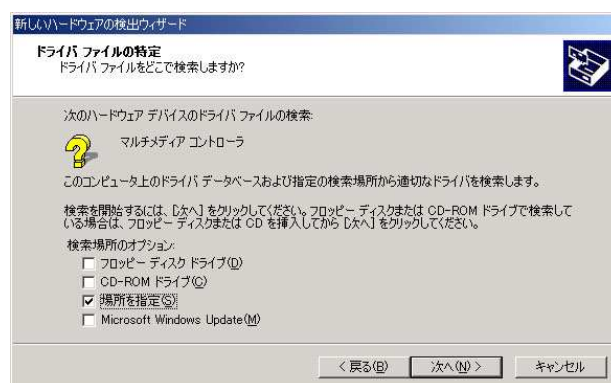 新しいハードウェアの検出ウィザード
ドライバ ファイルの特定
ドライバ ファイルをどこで検索しますか?
次のハードウェア デバイスのドライバ ファイルの検索:
マルチメディア コントローラ
このコンピュータ上のドライバ データベースおよび指定の検索場所から適切なドライバを検索します。
検索を開始するには、[次へ] をクリックしてください。フロッピー ディスクまたは CD-ROM ドライブで検索して
いる場合は、フロッピー ディスクまたは CD を挿入してから [次へ] をクリックしてください。
検索場所のオプション:
フロッピー ディスク ドライブ(D)
CD-ROM ドライブ(C)
場所を指定(S)
Microsoft Windows Update(M)
< 戻る(B) 次へ(N) > キャンセル